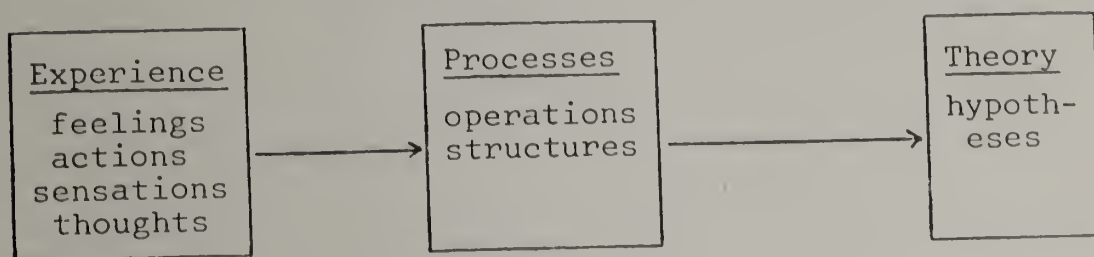 Experience
feelings
actions
sensations
thoughts
Processes
operations
structures
Theory
hypoth-
eses